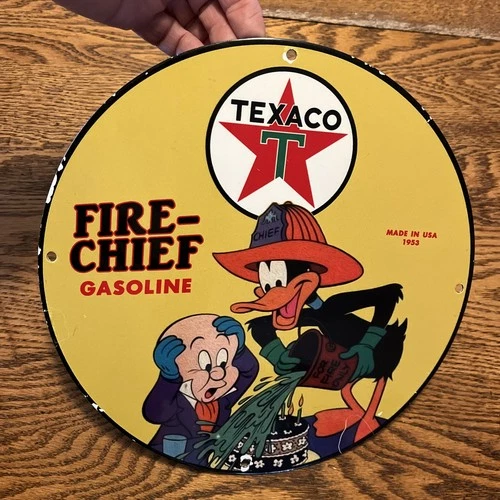 TEXACO
T
FIRE-
CHIEF
GASOLINE
MADE IN USA
1953
CHIEF